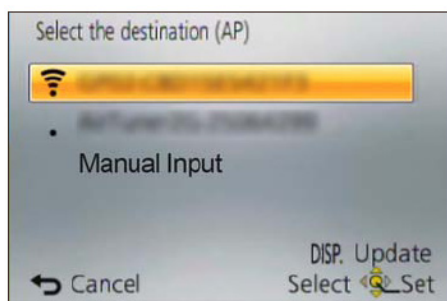 Select the destination (AP)
Manual Input
DISP. Update
Cancel
Select Set